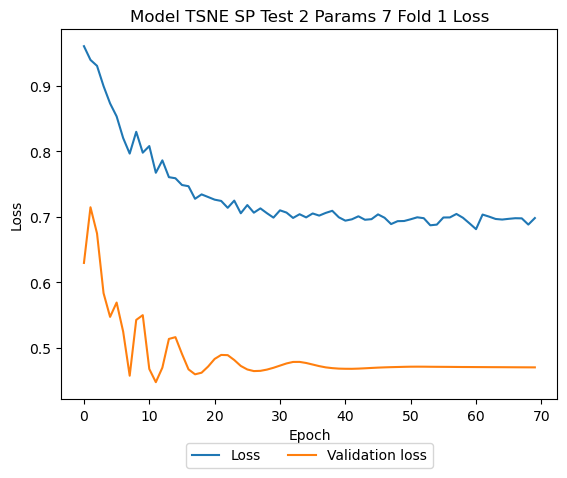 Model TSNE SP Test 2 Params 7 Fold 1 Loss
Loss
0.9
0.8
0.7
0.6
0.5
0 10 20 30 40 50 60 70
Epoch
Loss Validation loss